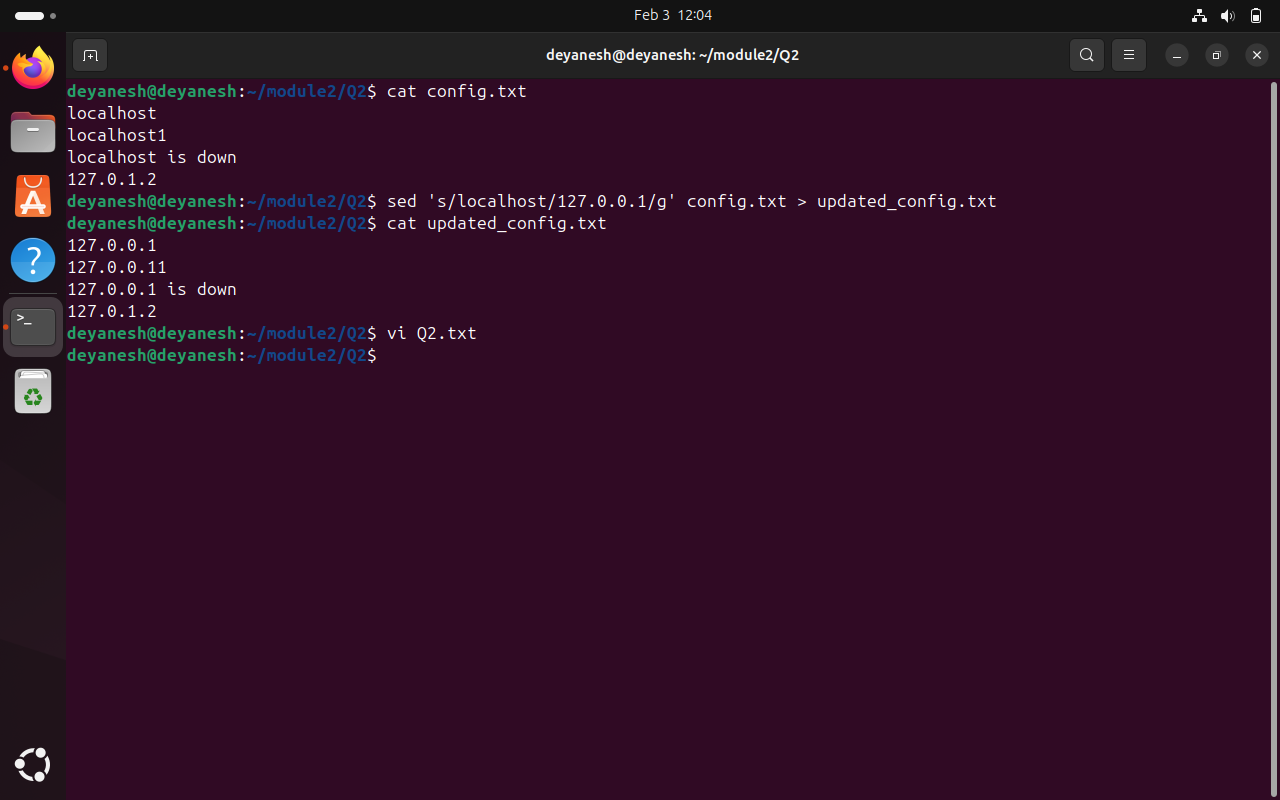 Feb 3 12:04
deyanesh@deyanesh: ~/module2/Q2
deyanesh@deyanesh:~/module2/Q2$ cat config.txt
localhost
localhost1
localhost is down
127.0.1.2
deyanesh@deyanesh:~/module2/Q2$ sed 's/localhost/127.0.0.1/g' config.txt > updated_config.txt
deyanesh@deyanesh:~/module2/Q2$ cat updated_config.txt
127.0.0.1
127.0.0.11
127.0.0.1 is down
127.0.1.2
deyanesh@deyanesh:~/module2/Q2$ vi Q2.txt
deyanesh@deyanesh:~/module2/Q2$